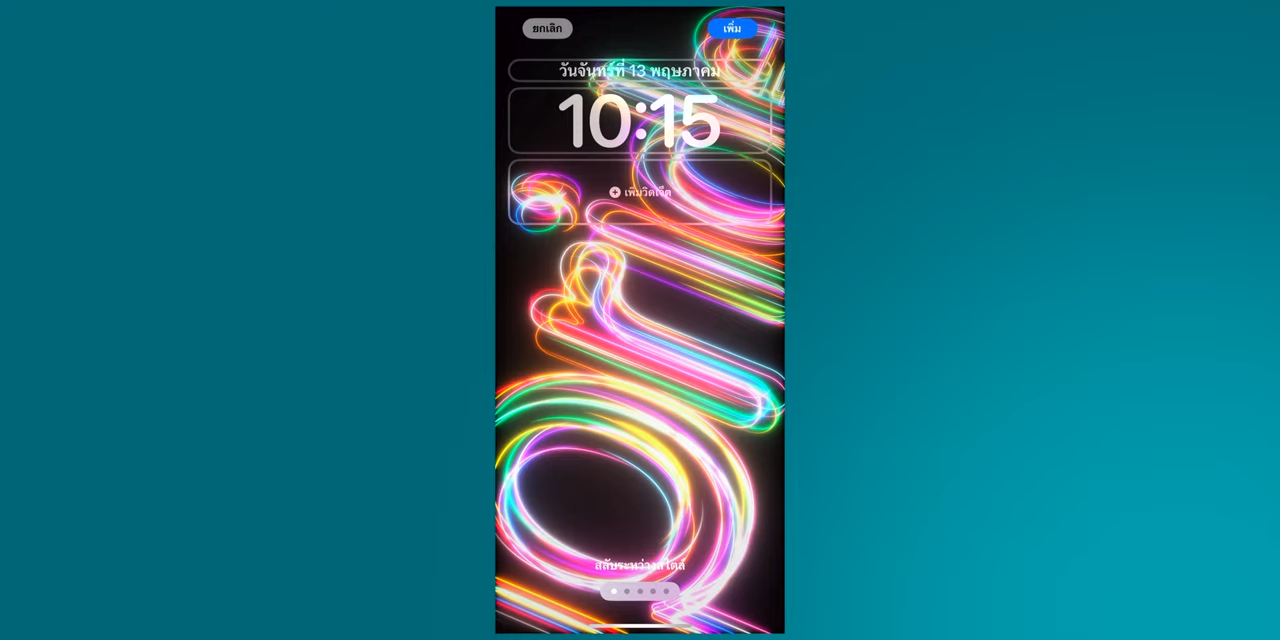 ยกเลิก
เพิ่ม
วันจันทร์ที่ 13 พฤษภาคม
10:15
เพิ่มวิดเจ็ต
สลับระหว่างสไตล์